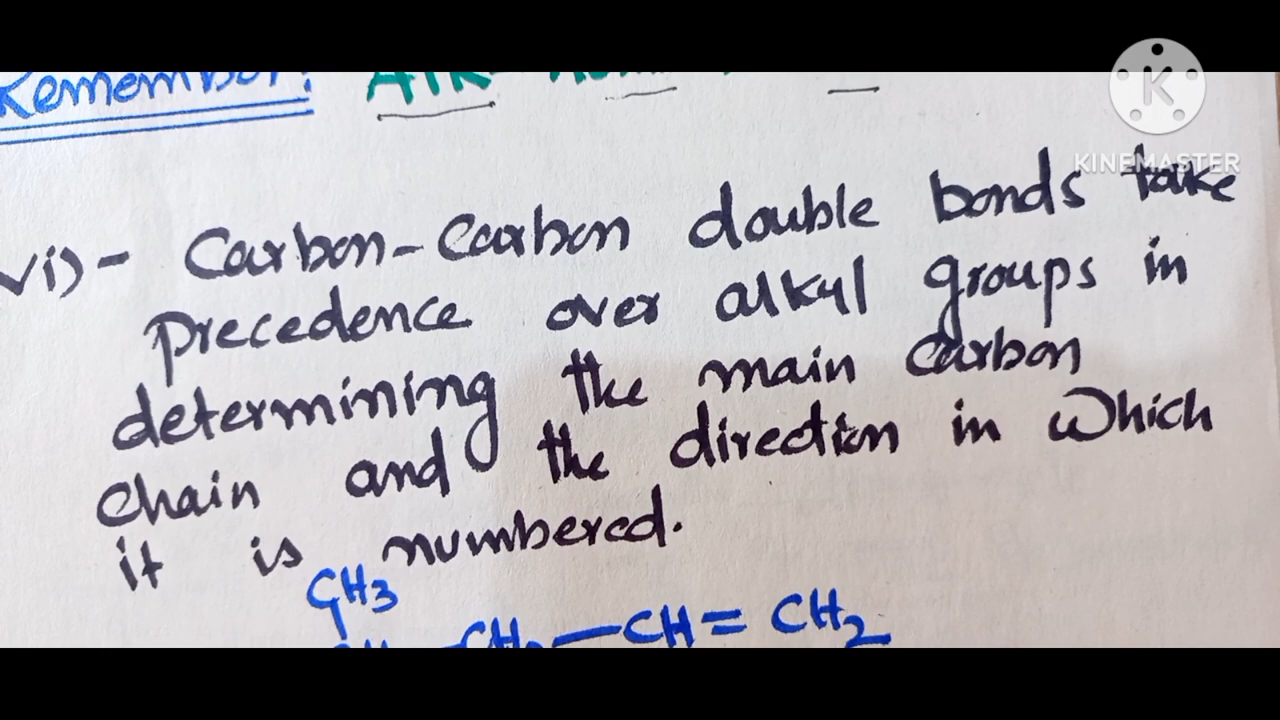 Remember:
K
KINEMASTER
vi)- Carbon-Carbon double bonds take
precedence over alkyl groups in
determining the main carbon
chain and the direction in which
it is numbered.
CH3
-CH2-CH=CH2